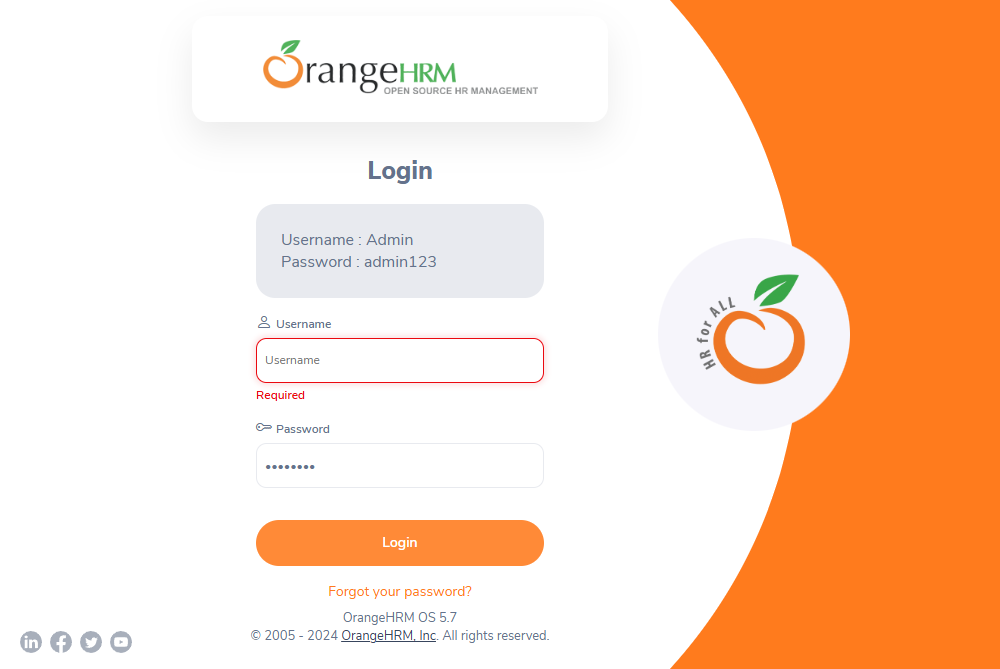 OrangeHRM
OPEN SOURCE HR MANAGEMENT
Login
Username : Admin
Password : admin123
Username
Username
Required
Password
••••••••
Login
Forgot your password?
OrangeHRM OS 5.7
© 2005 - 2024 OrangeHRM, Inc. All rights reserved.
HR for ALL